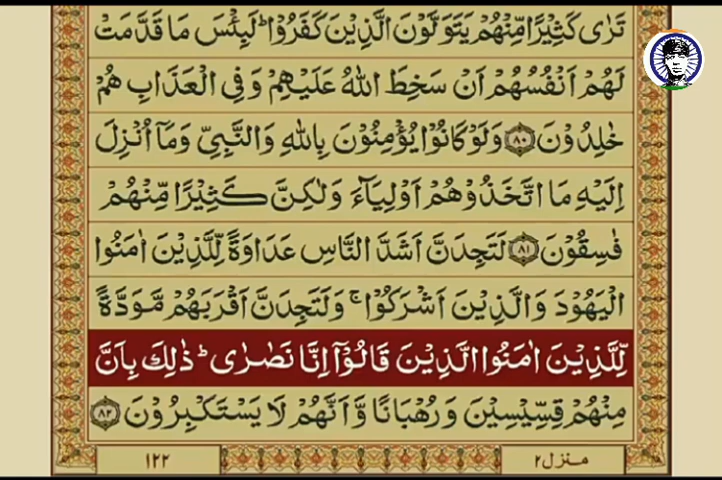 تَرٰى كَثِيْرًا مِّنْهُمْ يَتَوَلَّوْنَ الَّذِيْنَ كَفَرُوْا ؕ لَبِئْسَ مَا قَدَّمَتْ
لَهُمْ اَنْفُسُهُمْ اَنْ سَخِطَ اللّٰهُ عَلَيْهِمْ وَفِى الْعَذَابِ هُمْ
خٰلِدُوْنَ ۝۸۰ وَلَوْ كَانُوْا يُؤْمِنُوْنَ بِاللّٰهِ وَالنَّبِىِّ وَمَاۤ اُنْزِلَ
اِلَيْهِ مَا اتَّخَذُوْهُمْ اَوْلِيَآءَ وَلٰكِنَّ كَثِيْرًا مِّنْهُمْ
فٰسِقُوْنَ ۝۸۱ لَتَجِدَنَّ اَشَدَّ النَّاسِ عَدَاوَةً لِّلَّذِيْنَ اٰمَنُوا
الْيَهُوْدَ وَالَّذِيْنَ اَشْرَكُوْا ۚ وَلَتَجِدَنَّ اَقْرَبَهُمْ مَّوَدَّةً
لِّلَّذِيْنَ اٰمَنُوا الَّذِيْنَ قَالُوْۤا اِنَّا نَصٰرٰى ؕ ذٰلِكَ بِاَنَّ
مِنْهُمْ قِسِّيْسِيْنَ وَرُهْبَانًا وَّاَنَّهُمْ لَا يَسْتَكْبِرُوْنَ ۝۸۲
منزل ۲
۱۲۲